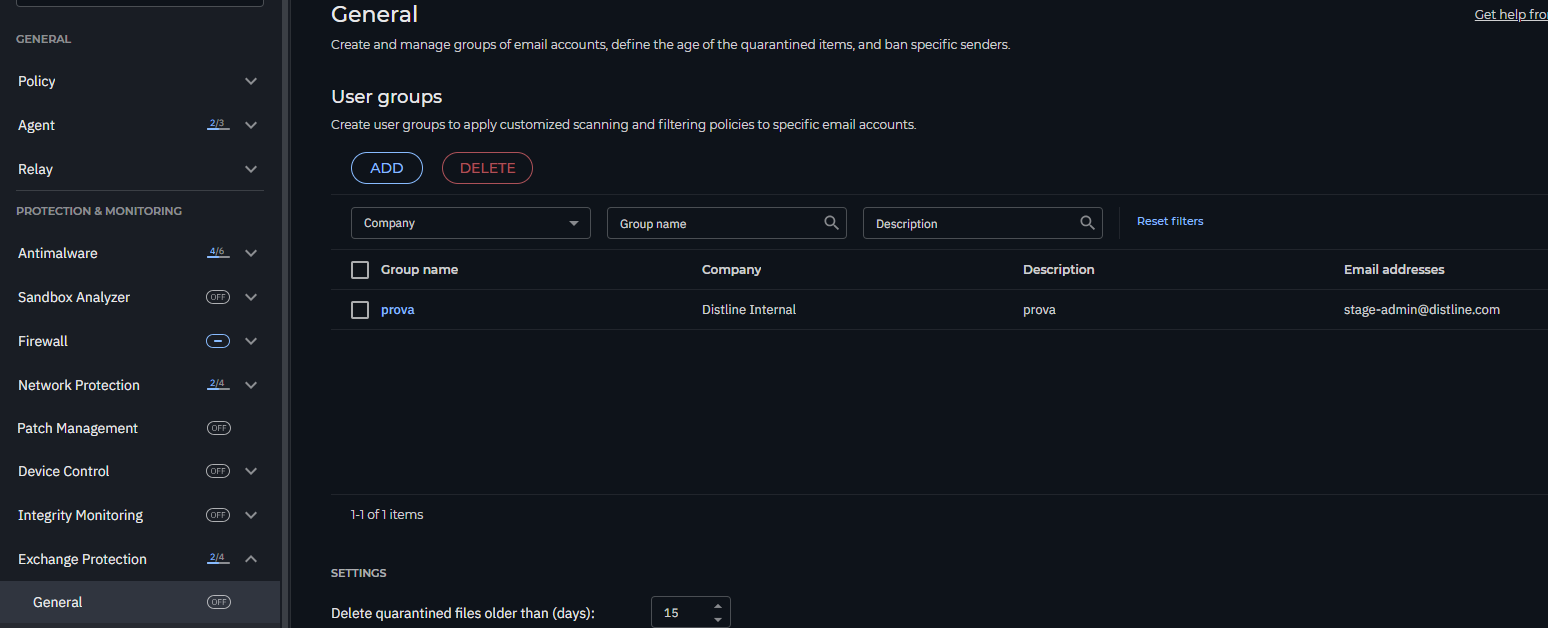 GENERAL
Policy
Agent 2/3
Relay
PROTECTION & MONITORING
Antimalware 4/6
Sandbox Analyzer OFF
Firewall
Network Protection 2/4
Patch Management OFF
Device Control OFF
Integrity Monitoring OFF
Exchange Protection 2/4
General OFF
General
Get help fro
Create and manage groups of email accounts, define the age of the quarantined items, and ban specific senders.
User groups
Create user groups to apply customized scanning and filtering policies to specific email accounts.
ADD DELETE
Company Group name Description Reset filters
Group name Company Description Email addresses
prova Distline Internal prova stage-admin@distline.com
1-1 of 1 items
SETTINGS
Delete quarantined files older than (days): 15